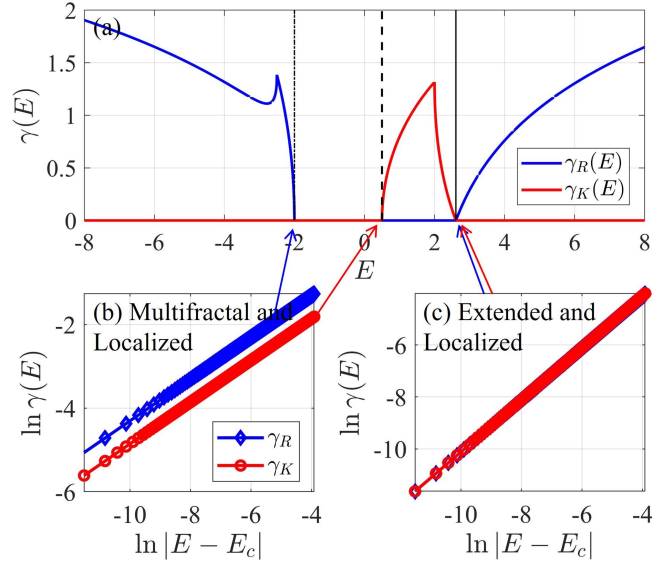 (a)
2
1.5
1
0.5
0
γ(E)
γ_R(E)
γ_K(E)
-8 -6 -4 -2 0 2 4 6 8
E
(b) Multifractal and
Localized
-2
-4
-6
ln γ(E)
γ_R
γ_K
-10 -8 -6 -4
ln |E − E_c|
(c) Extended and
Localized
-6
-8
-10
ln γ(E)
-10 -8 -6 -4
ln |E − E_c|